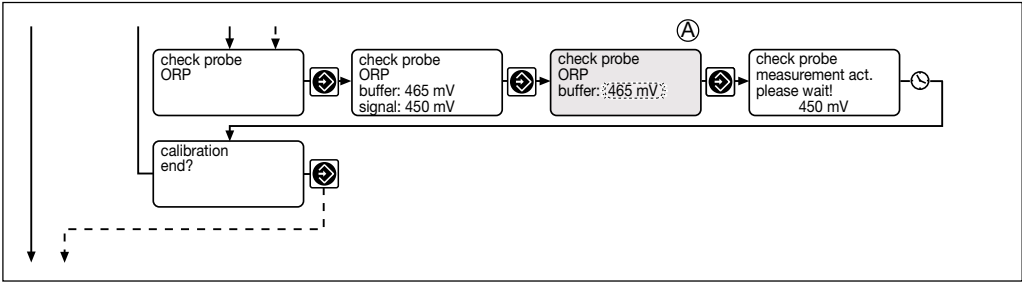 A
check probe
ORP
check probe
ORP
buffer: 465 mV
signal: 450 mV
check probe
ORP
buffer: 465 mV
check probe
measurement act.
please wait!
450 mV
calibration
end?